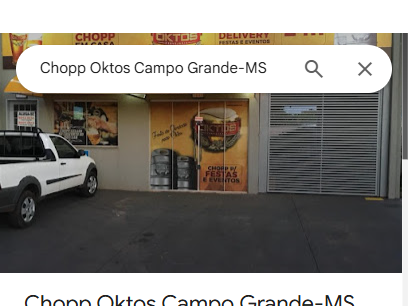 CHOPP
EM CASA
OKTOS
DELIVERY
FESTAS E EVENTOS
Chopp Oktos Campo Grande-MS
CHOPP P/
FESTAS
E EVENTOS
Chopp Oktos Campo Grande-MS